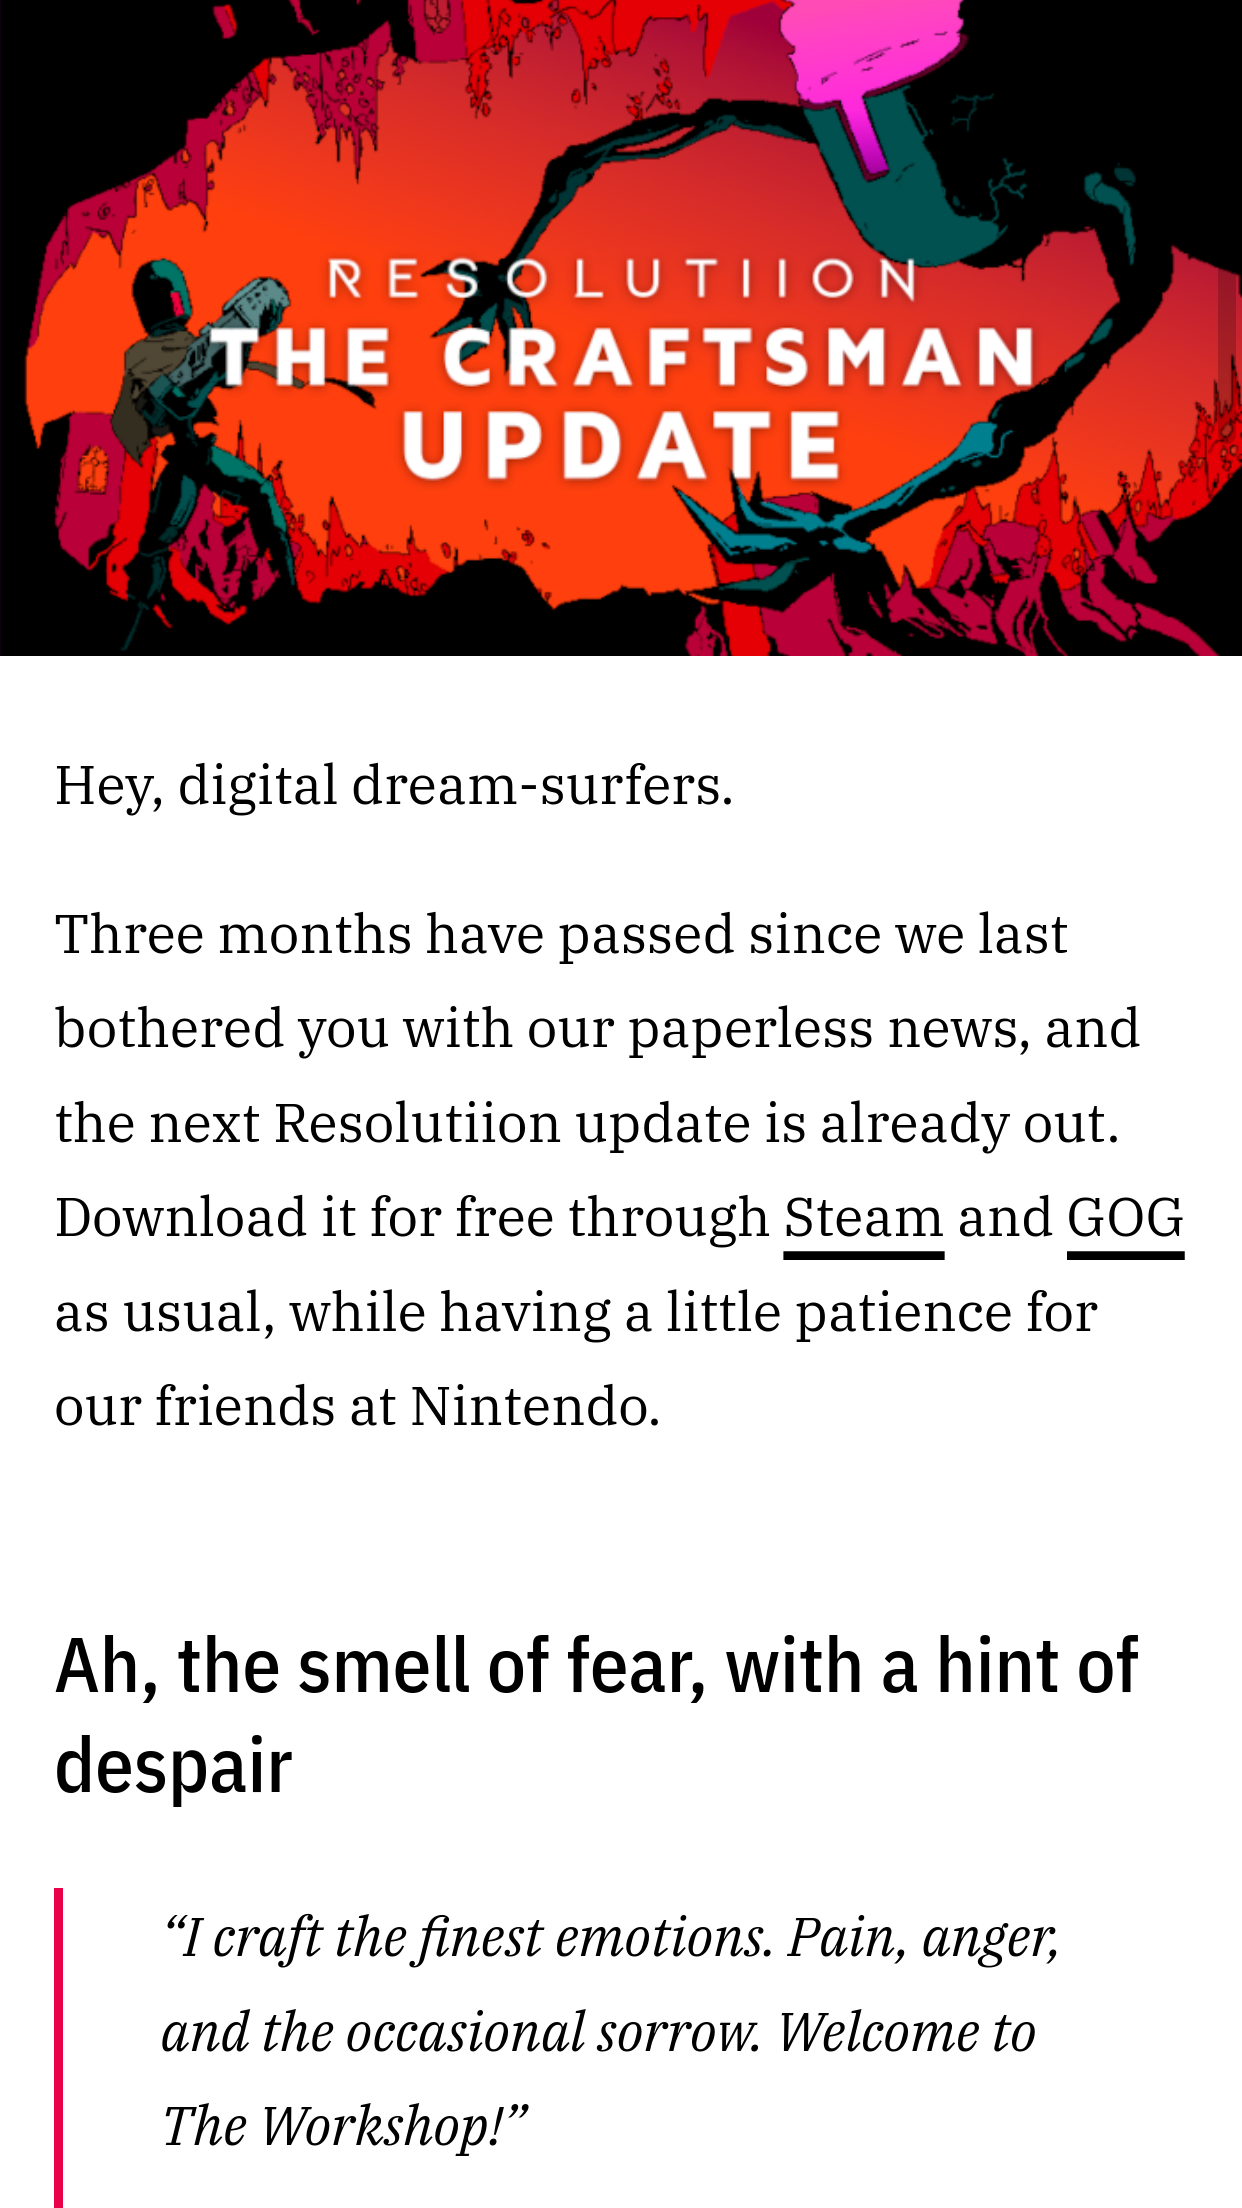 RESOLUTIION
THE CRAFTSMAN
UPDATE
Hey, digital dream-surfers.
Three months have passed since we last
bothered you with our paperless news, and
the next Resolutiion update is already out.
Download it for free through Steam and GOG
as usual, while having a little patience for
our friends at Nintendo.
Ah, the smell of fear, with a hint of
despair
“I craft the finest emotions. Pain, anger,
and the occasional sorrow. Welcome to
The Workshop!”